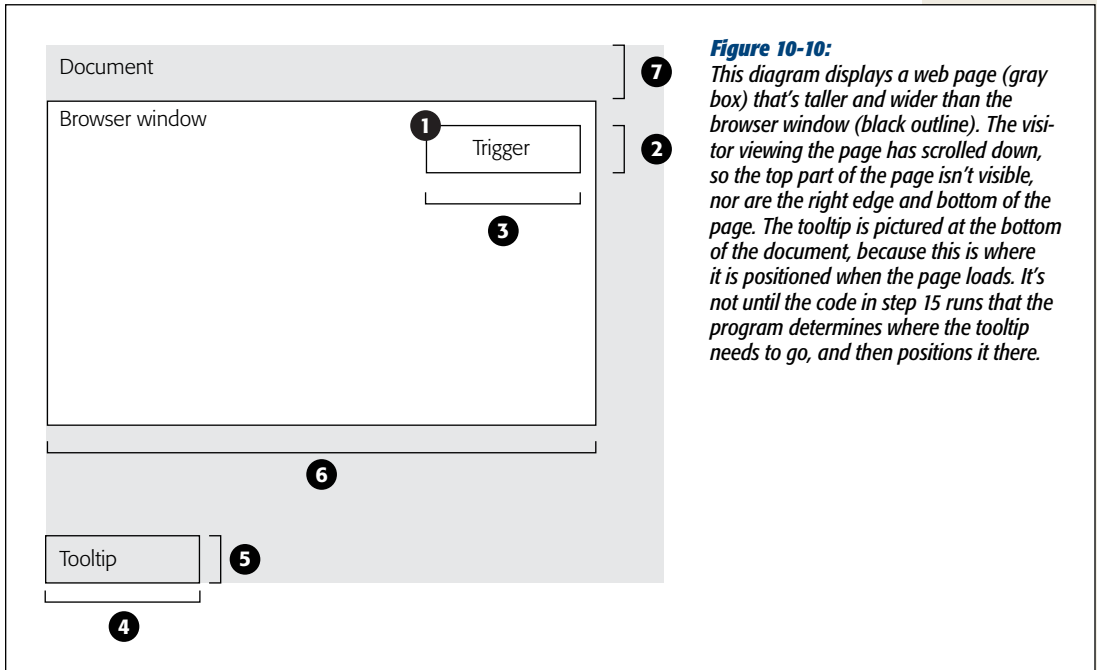 Document
7
Browser window
1
Trigger
2
3
6
Tooltip
5
4
Figure 10-10:
This diagram displays a web page (gray
box) that's taller and wider than the
browser window (black outline). The visi-
tor viewing the page has scrolled down,
so the top part of the page isn't visible,
nor are the right edge and bottom of the
page. The tooltip is pictured at the bottom
of the document, because this is where
it is positioned when the page loads. It's
not until the code in step 15 runs that the
program determines where the tooltip
needs to go, and then positions it there.